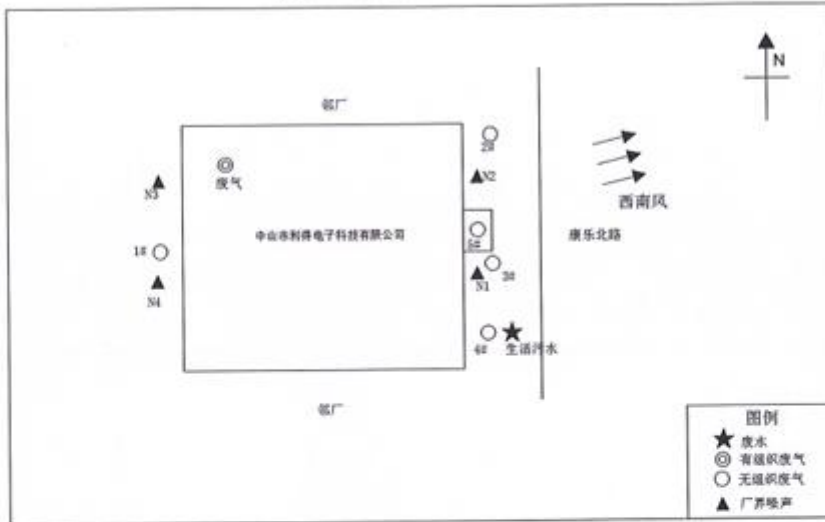 N
邻厂
2#
N3
废气
N2
西南风
1#
中山市利得电子科技有限公司
5#
康乐北路
N4
N1
3#
4#
生活污水
邻厂
图例
废水
有组织废气
无组织废气
厂界噪声